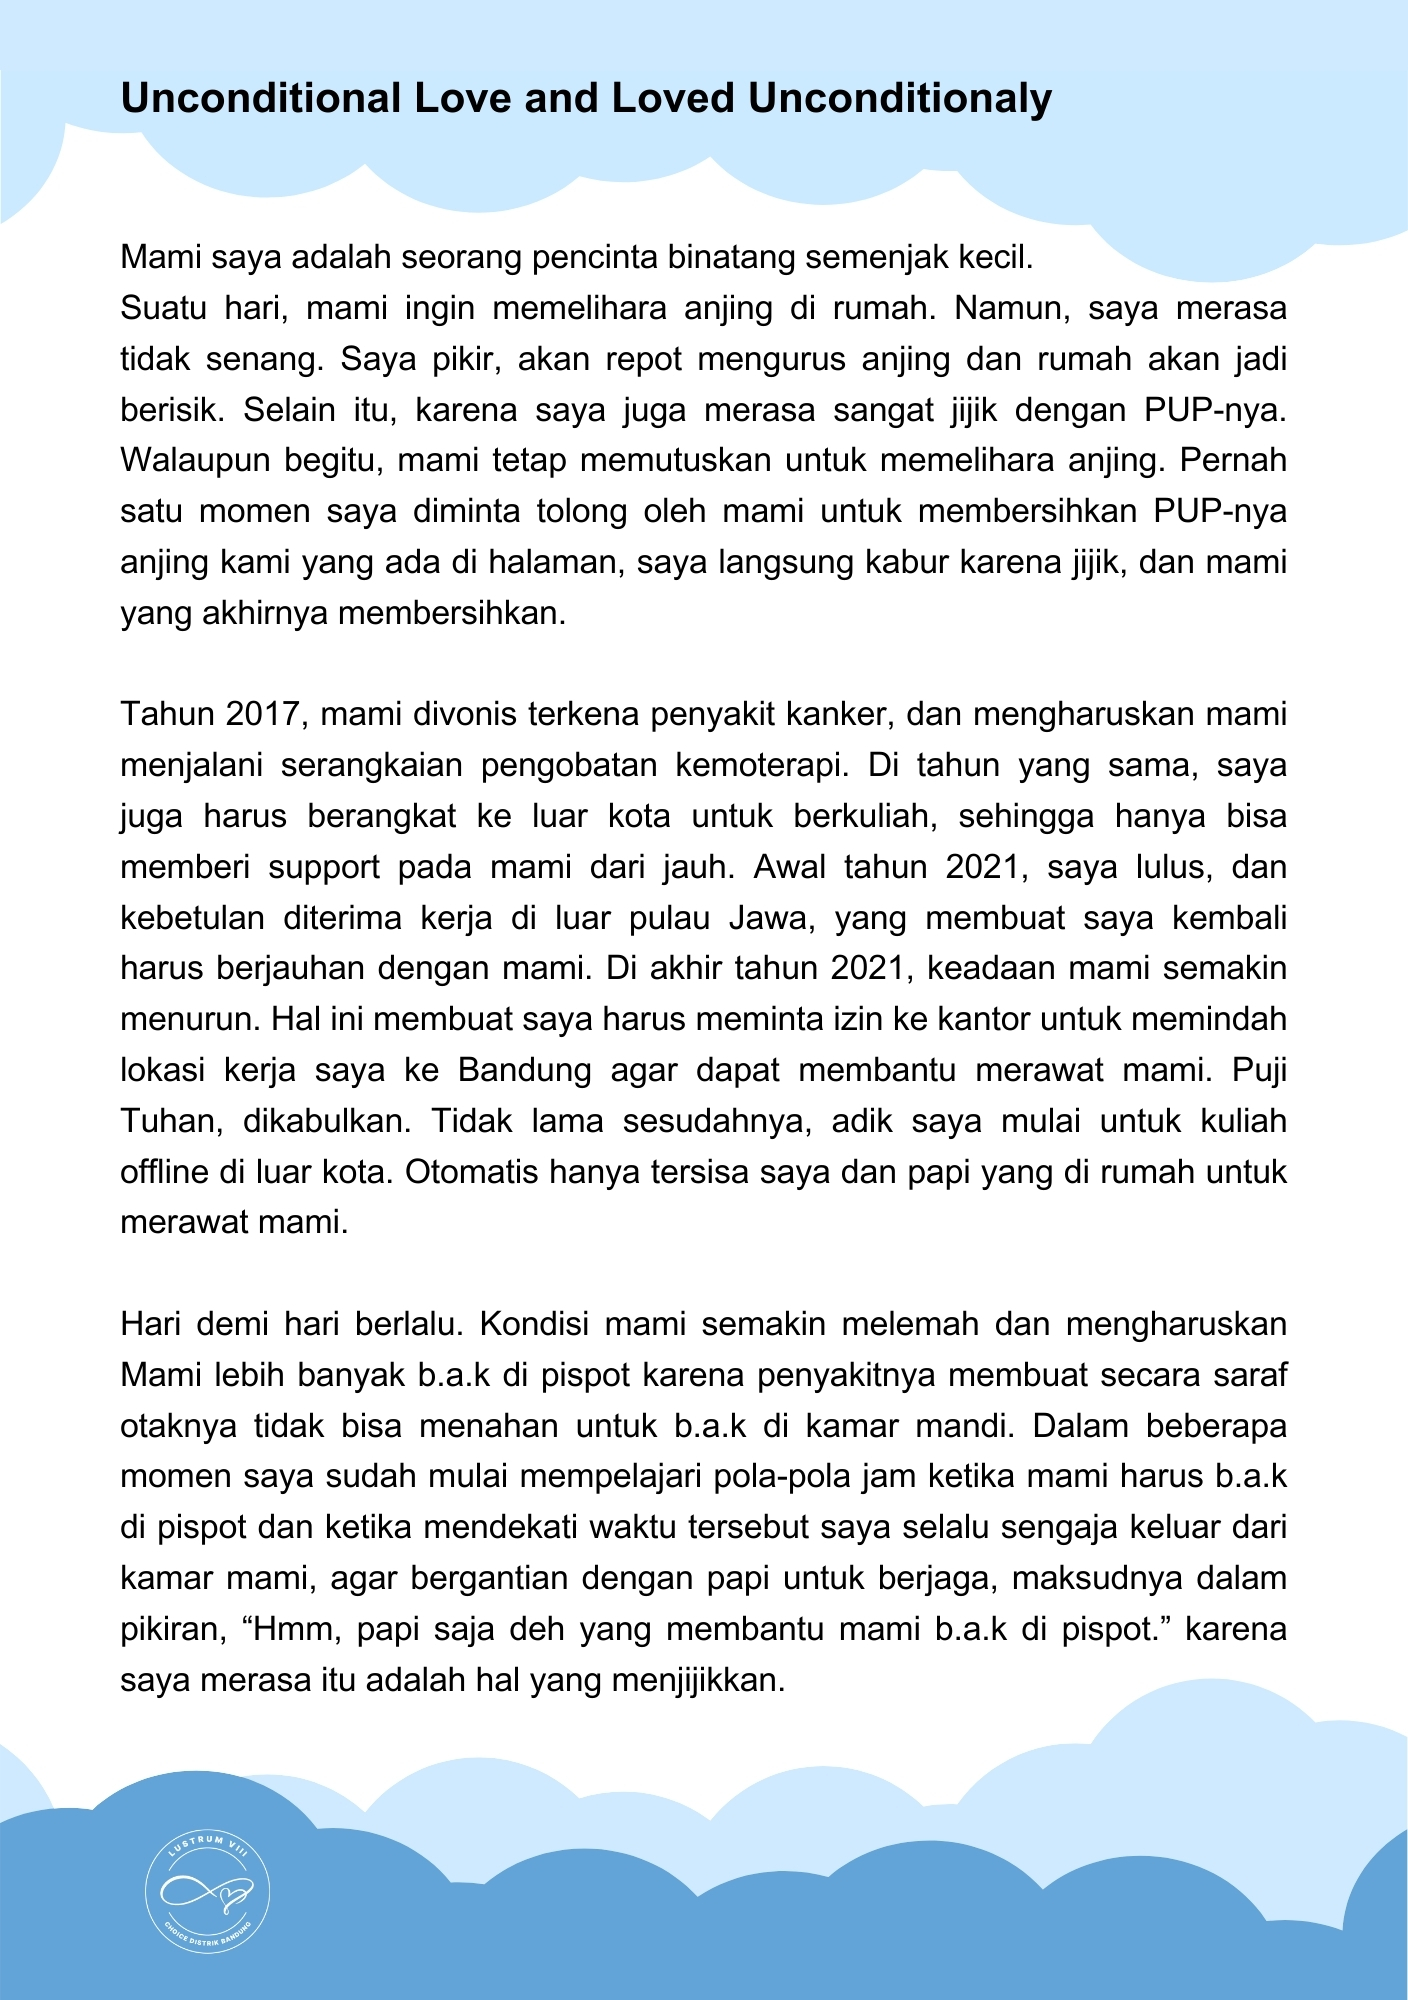 Unconditional Love and Loved Unconditionaly
Mami saya adalah seorang pencinta binatang semenjak kecil.
Suatu hari, mami ingin memelihara anjing di rumah. Namun, saya merasa
tidak senang. Saya pikir, akan repot mengurus anjing dan rumah akan jadi
berisik. Selain itu, karena saya juga merasa sangat jijik dengan PUP-nya.
Walaupun begitu, mami tetap memutuskan untuk memelihara anjing. Pernah
satu momen saya diminta tolong oleh mami untuk membersihkan PUP-nya
anjing kami yang ada di halaman, saya langsung kabur karena jijik, dan mami
yang akhirnya membersihkan.
Tahun 2017, mami divonis terkena penyakit kanker, dan mengharuskan mami
menjalani serangkaian pengobatan kemoterapi. Di tahun yang sama, saya
juga harus berangkat ke luar kota untuk berkuliah, sehingga hanya bisa
memberi support pada mami dari jauh. Awal tahun 2021, saya lulus, dan
kebetulan diterima kerja di luar pulau Jawa, yang membuat saya kembali
harus berjauhan dengan mami. Di akhir tahun 2021, keadaan mami semakin
menurun. Hal ini membuat saya harus meminta izin ke kantor untuk memindah
lokasi kerja saya ke Bandung agar dapat membantu merawat mami. Puji
Tuhan, dikabulkan. Tidak lama sesudahnya, adik saya mulai untuk kuliah
offline di luar kota. Otomatis hanya tersisa saya dan papi yang di rumah untuk
merawat mami.
Hari demi hari berlalu. Kondisi mami semakin melemah dan mengharuskan
Mami lebih banyak b.a.k di pispot karena penyakitnya membuat secara saraf
otaknya tidak bisa menahan untuk b.a.k di kamar mandi. Dalam beberapa
momen saya sudah mulai mempelajari pola-pola jam ketika mami harus b.a.k
di pispot dan ketika mendekati waktu tersebut saya selalu sengaja keluar dari
kamar mami, agar bergantian dengan papi untuk berjaga, maksudnya dalam
pikiran, “Hmm, papi saja deh yang membantu mami b.a.k di pispot.” karena
saya merasa itu adalah hal yang menjijikkan.
LUSTRUM VIII
CHOICE DISTRIK BANDUNG